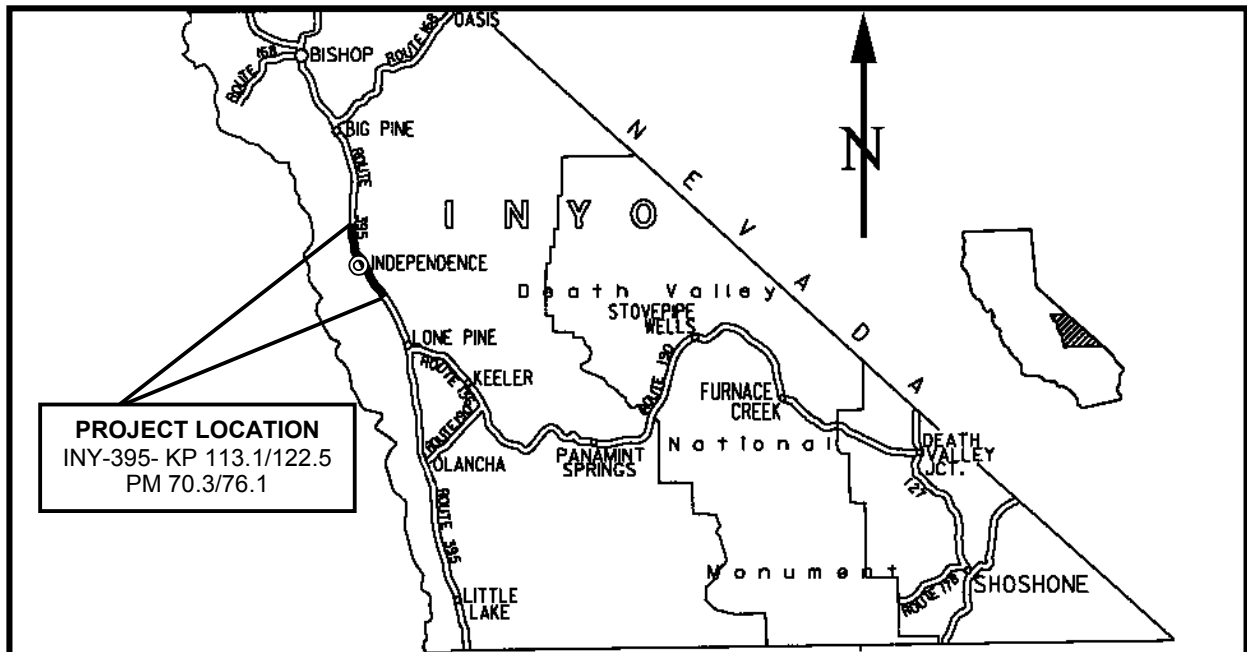 OASIS
ROUTE 168
BISHOP
ROUTE 168
BIG PINE
ROUTE
395
N
NEVADA
INYO
INDEPENDENCE
Death Valley
STOVEPIPE
WELLS
LONE PINE
ROUTE 190
KEELER
FURNACE
CREEK
PROJECT LOCATION
INY-395- KP 113.1/122.5
PM 70.3/76.1
OLANCHA
PANAMINT
SPRINGS
National
DEATH
VALLEY
JCT.
127
ROUTE 395
Monument
ROUTE 178
SHOSHONE
LITTLE
LAKE